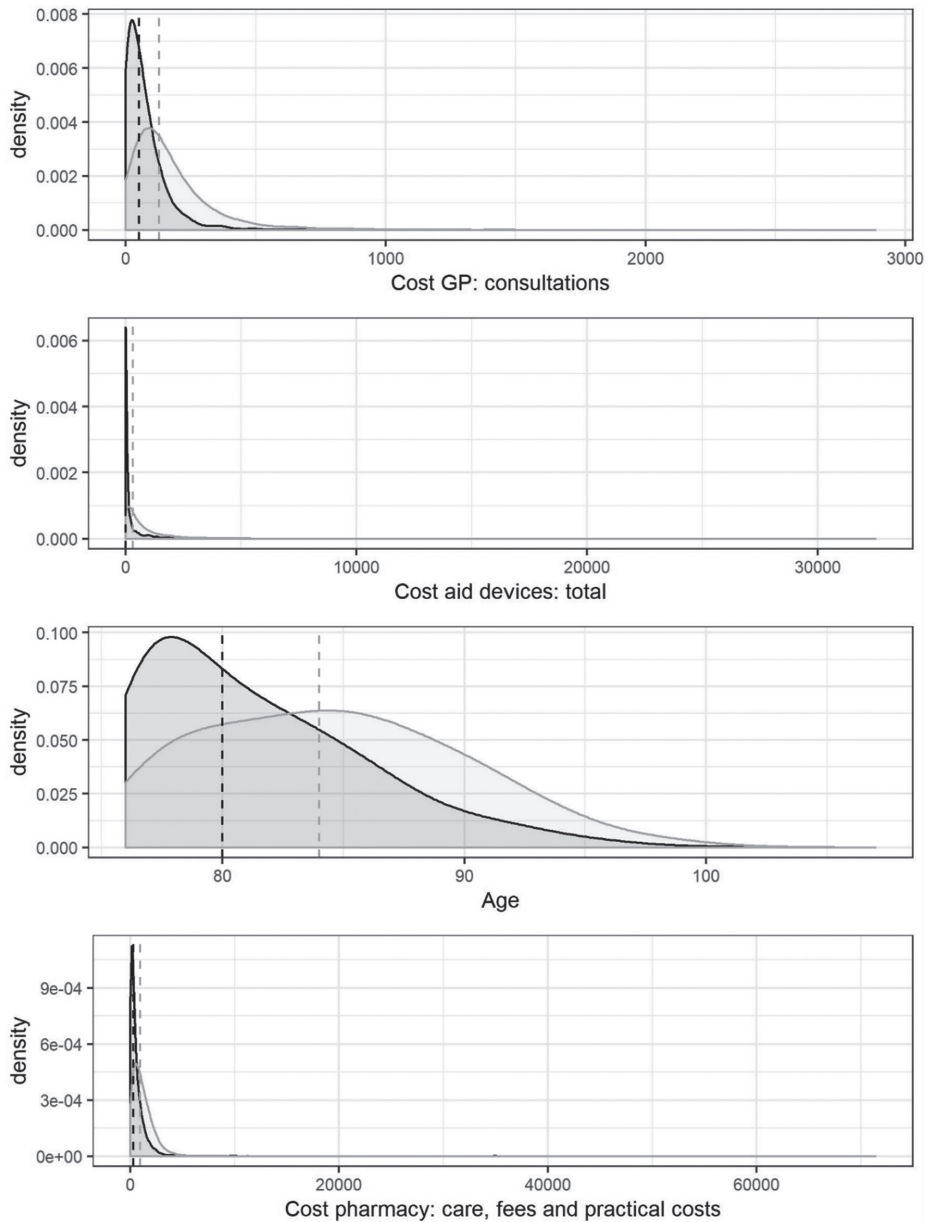 density
0.008
0.006
0.004
0.002
0.000
0 1000 2000 3000
Cost GP: consultations
density
0.006
0.004
0.002
0.000
0 10000 20000 30000
Cost aid devices: total
density
0.100
0.075
0.050
0.025
0.000
80 90 100
Age
density
9e-04
6e-04
3e-04
0e+00
0 20000 40000 60000
Cost pharmacy: care, fees and practical costs